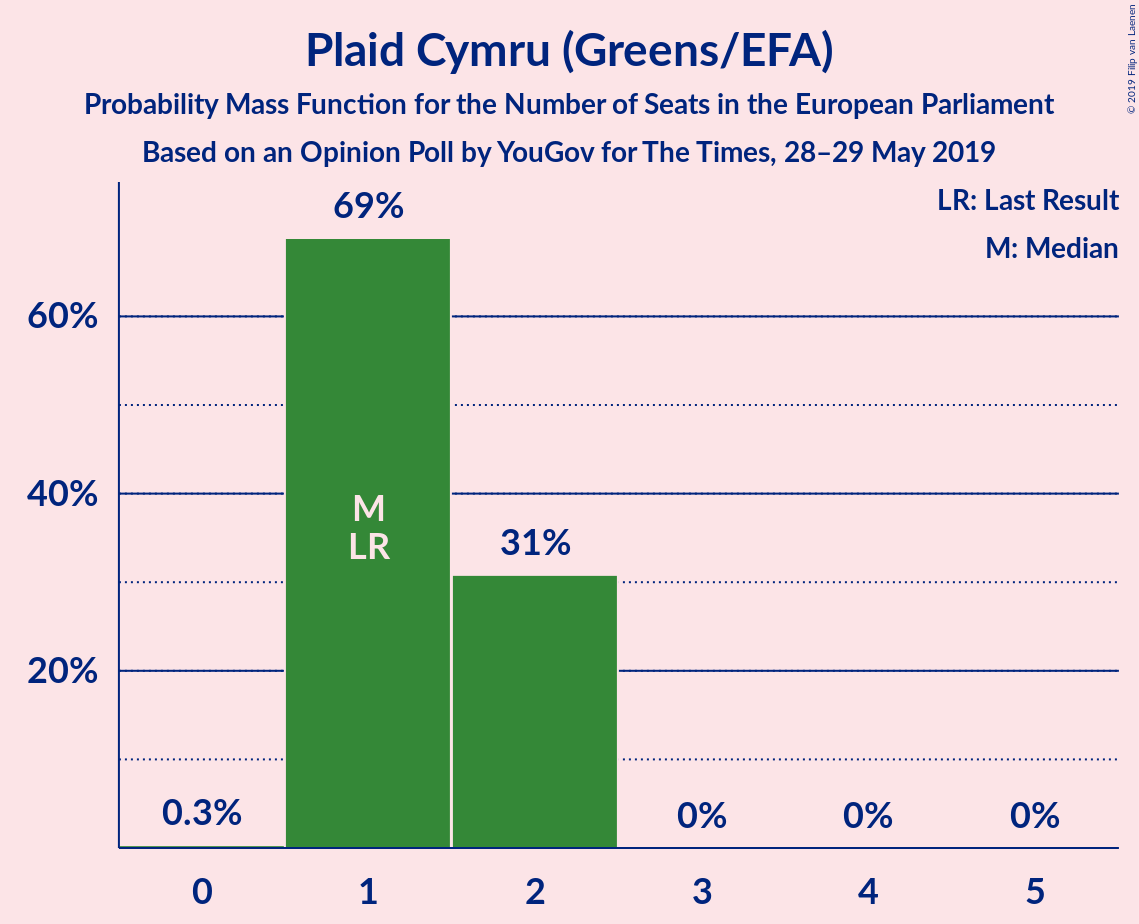 Plaid Cymru (Greens/EFA)
Probability Mass Function for the Number of Seats in the European Parliament
Based on an Opinion Poll by YouGov for The Times, 28–29 May 2019
© 2019 Filip van Laenen
LR: Last Result
M: Median
69%
60%
40%
M
LR
31%
20%
0.3%
0%
0%
0%
0
1
2
3
4
5